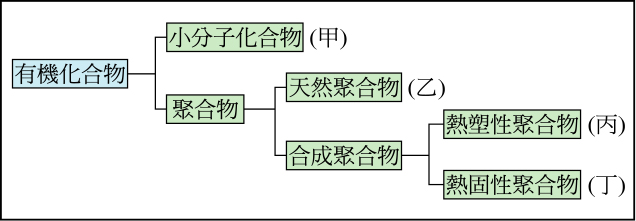 小分子化合物 (甲)
有機化合物
天然聚合物 (乙)
聚合物
熱塑性聚合物 (丙)
合成聚合物
熱固性聚合物 (丁)